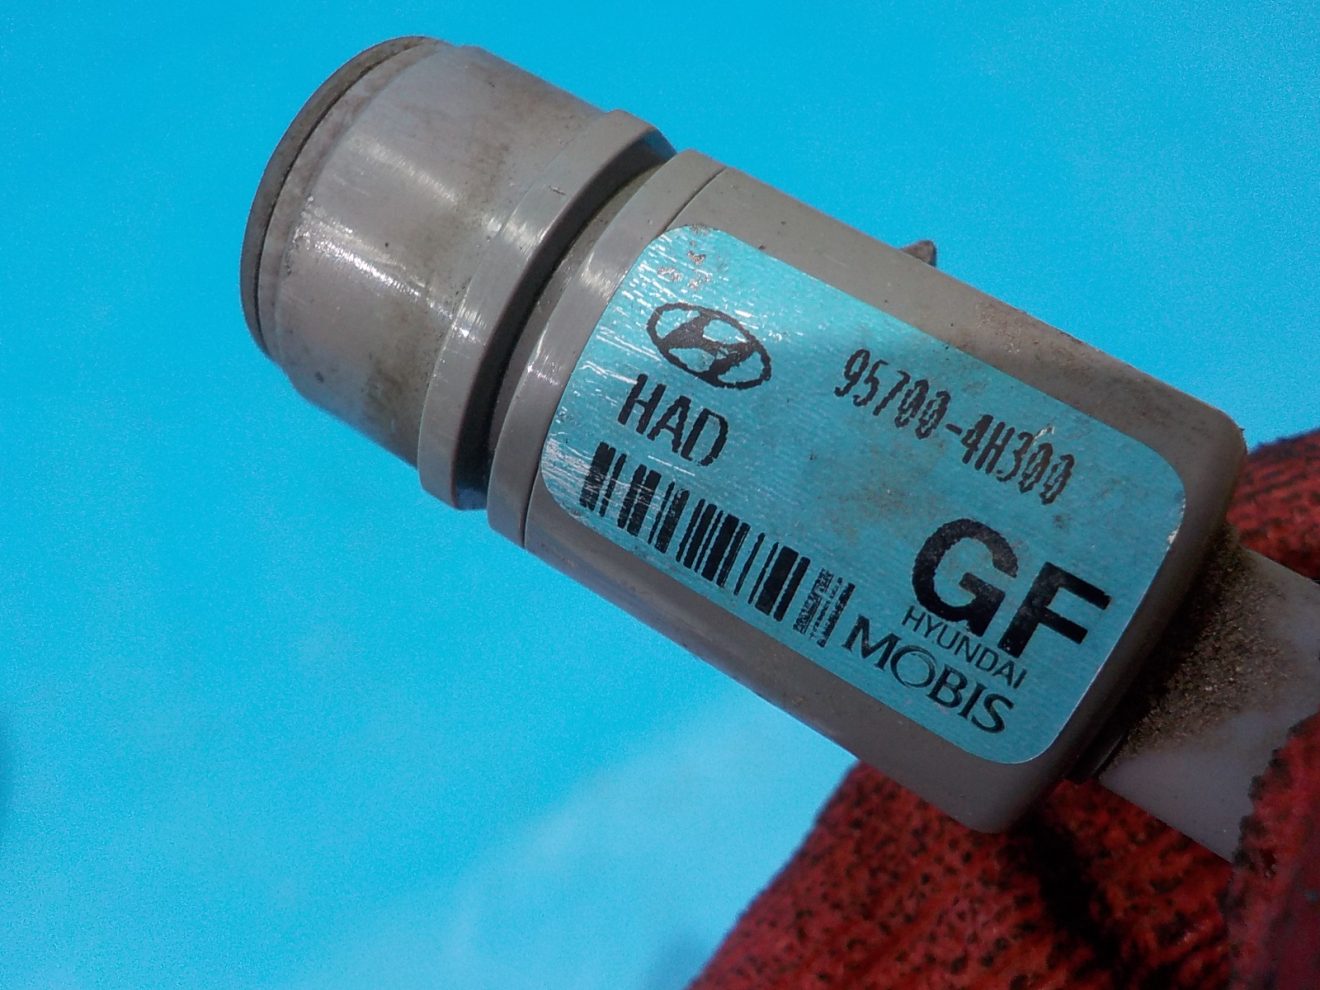 95700-4H300
HAD
GF
HYUNDAI
MOBIS